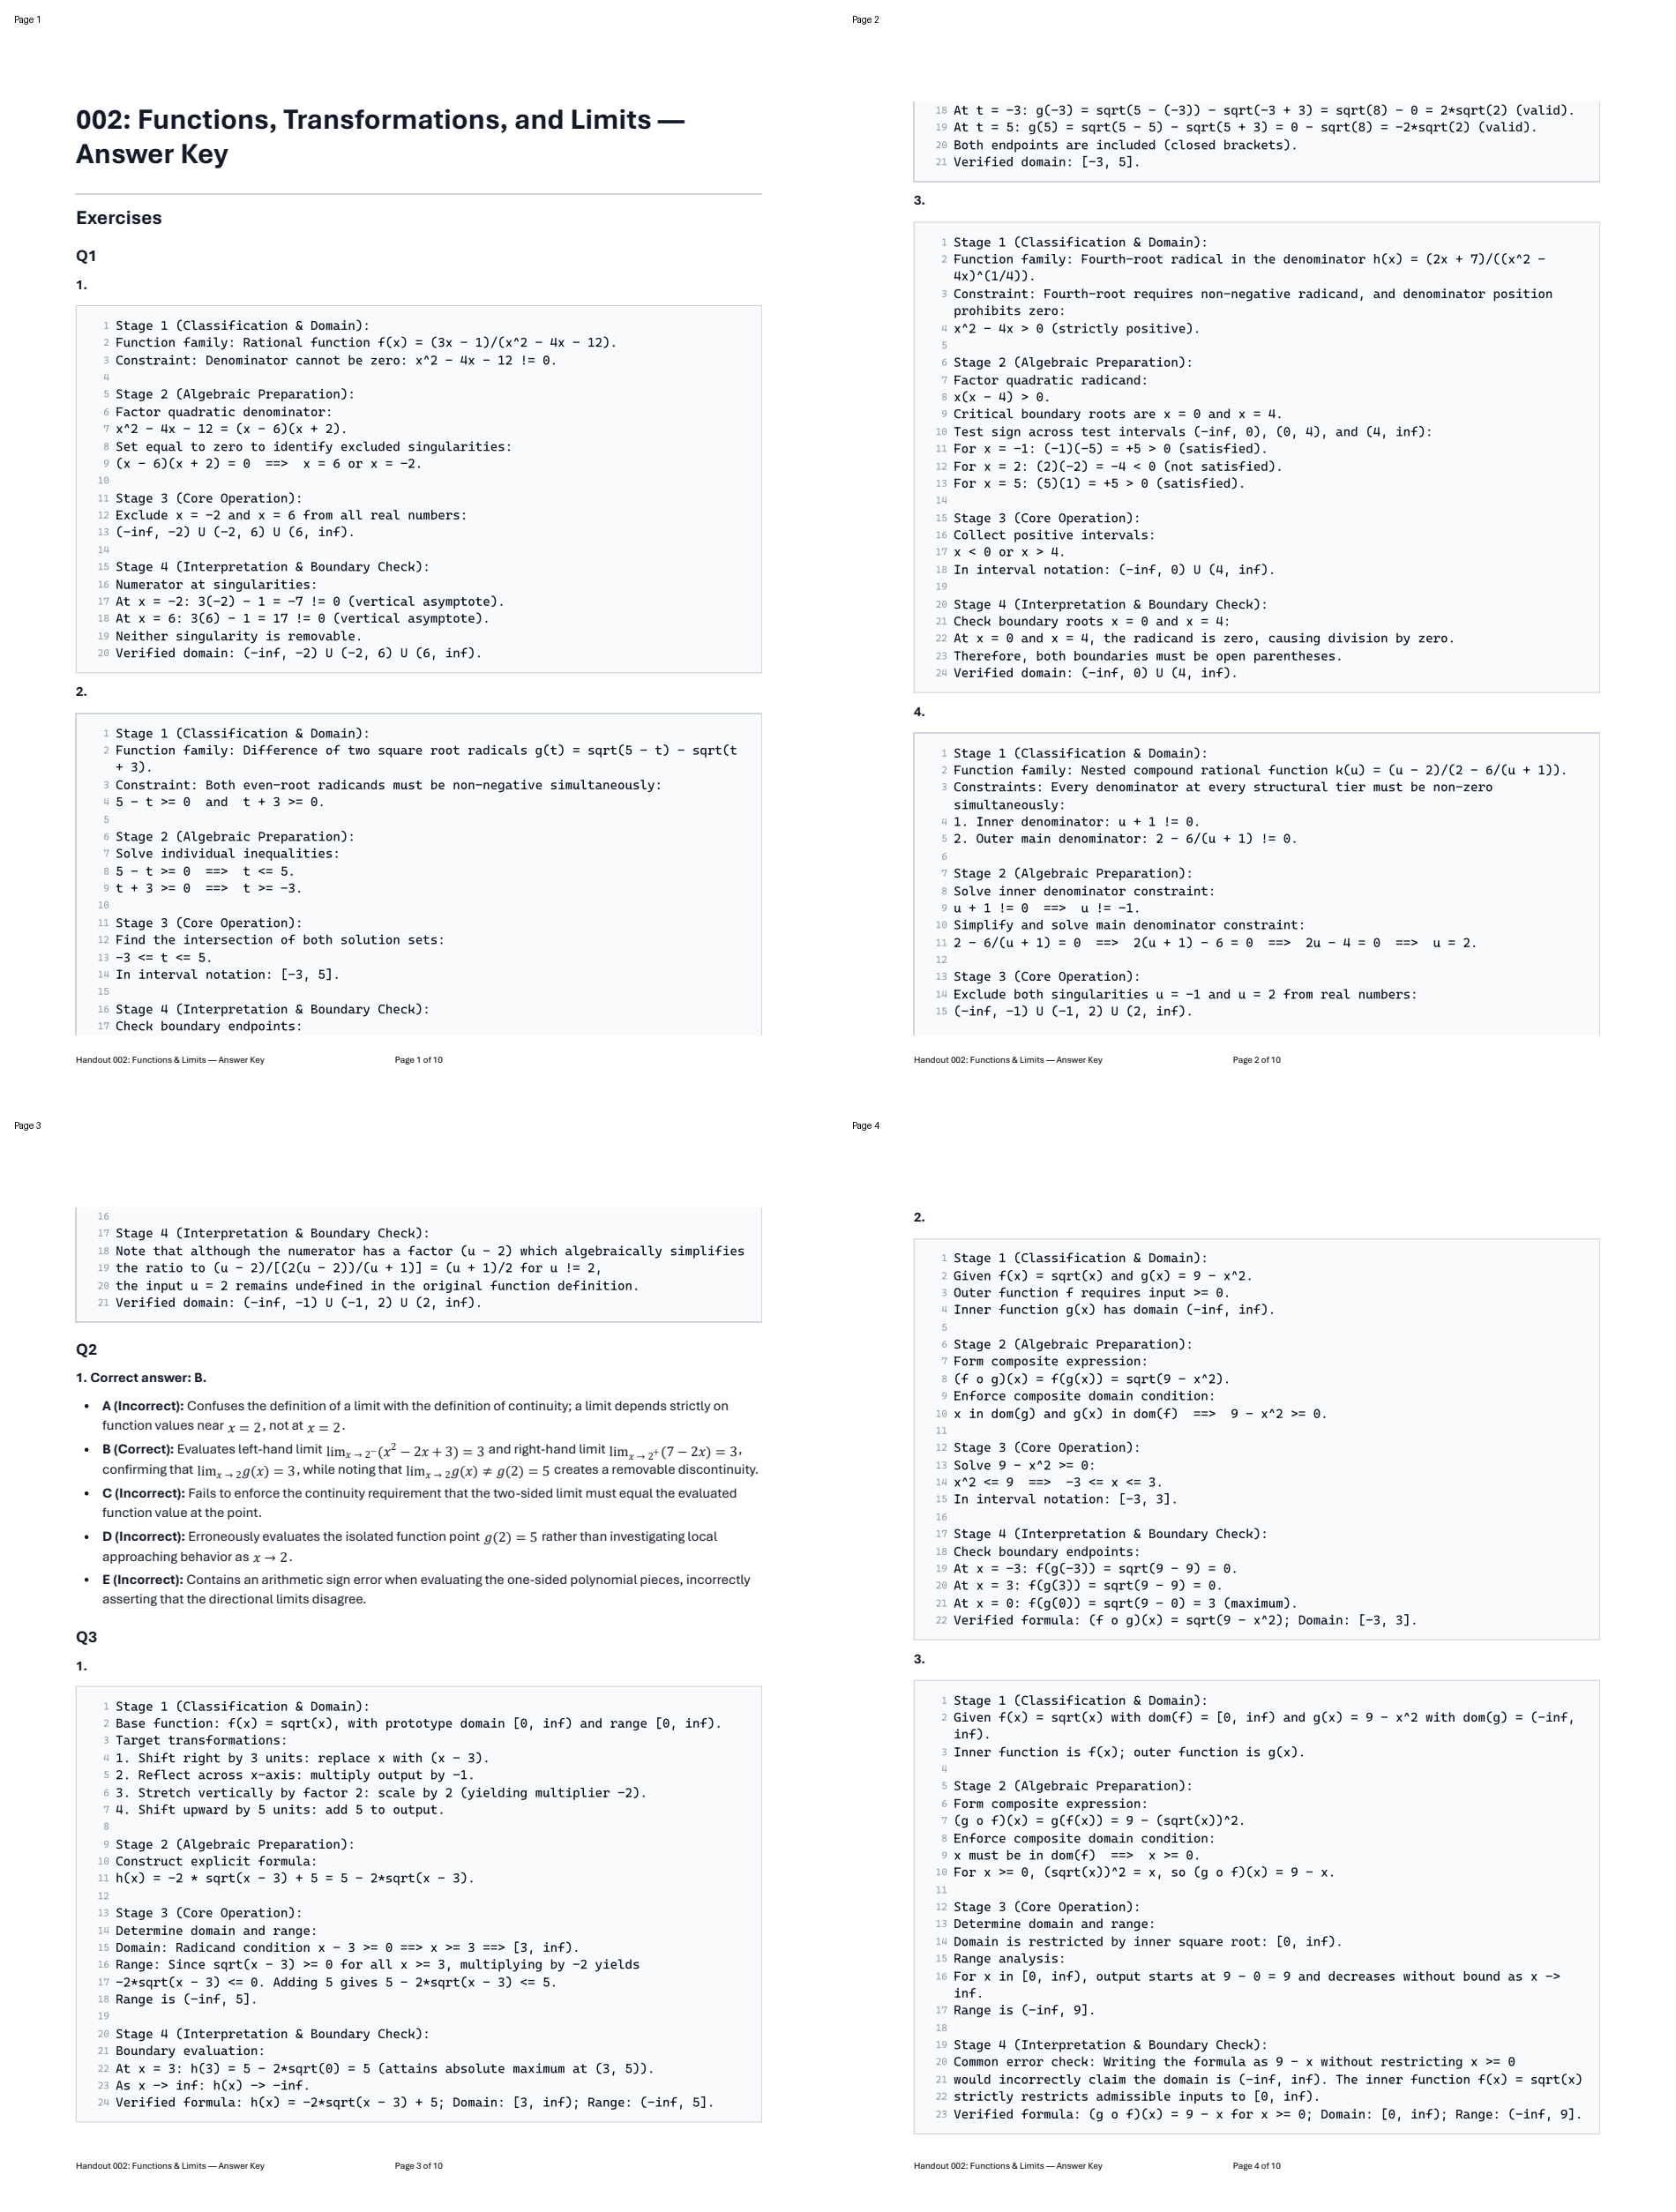 Page 1
002: Functions, Transformations, and Limits —
Answer Key
Exercises
Q1
1.
1 Stage 1 (Classification & Domain):
2 Function family: Rational function f(x) = (3x − 1)/(x^2 − 4x − 12).
3 Constraint: Denominator cannot be zero: x^2 − 4x − 12 != 0.
4
5 Stage 2 (Algebraic Preparation):
6 Factor quadratic denominator:
7 x^2 − 4x − 12 = (x − 6)(x + 2).
8 Set equal to zero to identify excluded singularities:
9 (x − 6)(x + 2) = 0  ==>  x = 6 or x = −2.
10
11 Stage 3 (Core Operation):
12 Exclude x = −2 and x = 6 from all real numbers:
13 (−inf, −2) U (−2, 6) U (6, inf).
14
15 Stage 4 (Interpretation & Boundary Check):
16 Numerator at singularities:
17 At x = −2: 3(−2) − 1 = −7 != 0 (vertical asymptote).
18 At x = 6: 3(6) − 1 = 17 != 0 (vertical asymptote).
19 Neither singularity is removable.
20 Verified domain: (−inf, −2) U (−2, 6) U (6, inf).
2.
1 Stage 1 (Classification & Domain):
2 Function family: Difference of two square root radicals g(t) = sqrt(5 − t) − sqrt(t
+ 3).
3 Constraint: Both even−root radicands must be non−negative simultaneously:
4 5 − t >= 0  and  t + 3 >= 0.
5
6 Stage 2 (Algebraic Preparation):
7 Solve individual inequalities:
8 5 − t >= 0  ==>  t <= 5.
9 t + 3 >= 0  ==>  t >= −3.
10
11 Stage 3 (Core Operation):
12 Find the intersection of both solution sets:
13 −3 <= t <= 5.
14 In interval notation: [−3, 5].
15
16 Stage 4 (Interpretation & Boundary Check):
17 Check boundary endpoints:
Handout 002: Functions & Limits — Answer Key Page 1 of 10
Page 2
18 At t = −3: g(−3) = sqrt(5 − (−3)) − sqrt(−3 + 3) = sqrt(8) − 0 = 2*sqrt(2) (valid).
19 At t = 5: g(5) = sqrt(5 − 5) − sqrt(5 + 3) = 0 − sqrt(8) = −2*sqrt(2) (valid).
20 Both endpoints are included (closed brackets).
21 Verified domain: [−3, 5].
3.
1 Stage 1 (Classification & Domain):
2 Function family: Fourth−root radical in the denominator h(x) = (2x + 7)/((x^2 −
4x)^(1/4)).
3 Constraint: Fourth−root requires non−negative radicand, and denominator position
prohibits zero:
4 x^2 − 4x > 0 (strictly positive).
5
6 Stage 2 (Algebraic Preparation):
7 Factor quadratic radicand:
8 x(x − 4) > 0.
9 Critical boundary roots are x = 0 and x = 4.
10 Test sign across test intervals (−inf, 0), (0, 4), and (4, inf):
11 For x = −1: (−1)(−5) = +5 > 0 (satisfied).
12 For x = 2: (2)(−2) = −4 < 0 (not satisfied).
13 For x = 5: (5)(1) = +5 > 0 (satisfied).
14
15 Stage 3 (Core Operation):
16 Collect positive intervals:
17 x < 0 or x > 4.
18 In interval notation: (−inf, 0) U (4, inf).
19
20 Stage 4 (Interpretation & Boundary Check):
21 Check boundary roots x = 0 and x = 4:
22 At x = 0 and x = 4, the radicand is zero, causing division by zero.
23 Therefore, both boundaries must be open parentheses.
24 Verified domain: (−inf, 0) U (4, inf).
4.
1 Stage 1 (Classification & Domain):
2 Function family: Nested compound rational function k(u) = (u − 2)/(2 − 6/(u + 1)).
3 Constraints: Every denominator at every structural tier must be non−zero
simultaneously:
4 1. Inner denominator: u + 1 != 0.
5 2. Outer main denominator: 2 − 6/(u + 1) != 0.
6
7 Stage 2 (Algebraic Preparation):
8 Solve inner denominator constraint:
9 u + 1 != 0  ==>  u != −1.
10 Simplify and solve main denominator constraint:
11 2 − 6/(u + 1) = 0  ==>  2(u + 1) − 6 = 0  ==>  2u − 4 = 0  ==>  u = 2.
12
13 Stage 3 (Core Operation):
14 Exclude both singularities u = −1 and u = 2 from real numbers:
15 (−inf, −1) U (−1, 2) U (2, inf).
Handout 002: Functions & Limits — Answer Key Page 2 of 10
Page 3
16
17 Stage 4 (Interpretation & Boundary Check):
18 Note that although the numerator has a factor (u − 2) which algebraically simplifies
19 the ratio to (u − 2)/[(2(u − 2))/(u + 1)] = (u + 1)/2 for u != 2,
20 the input u = 2 remains undefined in the original function definition.
21 Verified domain: (−inf, −1) U (−1, 2) U (2, inf).
Q2
1. Correct answer: B.
• A (Incorrect): Confuses the definition of a limit with the definition of continuity; a limit depends strictly on
function values near x = 2, not at x = 2.
• B (Correct): Evaluates left-hand limit lim_{x→2⁻}(x² − 2x + 3) = 3 and right-hand limit lim_{x→2⁺}(7 − 2x) = 3,
confirming that lim_{x→2} g(x) = 3, while noting that lim_{x→2} g(x) ≠ g(2) = 5 creates a removable discontinuity.
• C (Incorrect): Fails to enforce the continuity requirement that the two-sided limit must equal the evaluated
function value at the point.
• D (Incorrect): Erroneously evaluates the isolated function point g(2) = 5 rather than investigating local
approaching behavior as x → 2.
• E (Incorrect): Contains an arithmetic sign error when evaluating the one-sided polynomial pieces, incorrectly
asserting that the directional limits disagree.
Q3
1.
1 Stage 1 (Classification & Domain):
2 Base function: f(x) = sqrt(x), with prototype domain [0, inf) and range [0, inf).
3 Target transformations:
4 1. Shift right by 3 units: replace x with (x − 3).
5 2. Reflect across x−axis: multiply output by −1.
6 3. Stretch vertically by factor 2: scale by 2 (yielding multiplier −2).
7 4. Shift upward by 5 units: add 5 to output.
8
9 Stage 2 (Algebraic Preparation):
10 Construct explicit formula:
11 h(x) = −2 * sqrt(x − 3) + 5 = 5 − 2*sqrt(x − 3).
12
13 Stage 3 (Core Operation):
14 Determine domain and range:
15 Domain: Radicand condition x − 3 >= 0 ==> x >= 3 ==> [3, inf).
16 Range: Since sqrt(x − 3) >= 0 for all x >= 3, multiplying by −2 yields
17 −2*sqrt(x − 3) <= 0. Adding 5 gives 5 − 2*sqrt(x − 3) <= 5.
18 Range is (−inf, 5].
19
20 Stage 4 (Interpretation & Boundary Check):
21 Boundary evaluation:
22 At x = 3: h(3) = 5 − 2*sqrt(0) = 5 (attains absolute maximum at (3, 5)).
23 As x −> inf: h(x) −> −inf.
24 Verified formula: h(x) = −2*sqrt(x − 3) + 5; Domain: [3, inf); Range: (−inf, 5].
Handout 002: Functions & Limits — Answer Key Page 3 of 10
Page 4
2.
1 Stage 1 (Classification & Domain):
2 Given f(x) = sqrt(x) and g(x) = 9 − x^2.
3 Outer function f requires input >= 0.
4 Inner function g(x) has domain (−inf, inf).
5
6 Stage 2 (Algebraic Preparation):
7 Form composite expression:
8 (f o g)(x) = f(g(x)) = sqrt(9 − x^2).
9 Enforce composite domain condition:
10 x in dom(g) and g(x) in dom(f)  ==>  9 − x^2 >= 0.
11
12 Stage 3 (Core Operation):
13 Solve 9 − x^2 >= 0:
14 x^2 <= 9  ==>  −3 <= x <= 3.
15 In interval notation: [−3, 3].
16
17 Stage 4 (Interpretation & Boundary Check):
18 Check boundary endpoints:
19 At x = −3: f(g(−3)) = sqrt(9 − 9) = 0.
20 At x = 3: f(g(3)) = sqrt(9 − 9) = 0.
21 At x = 0: f(g(0)) = sqrt(9 − 0) = 3 (maximum).
22 Verified formula: (f o g)(x) = sqrt(9 − x^2); Domain: [−3, 3].
3.
1 Stage 1 (Classification & Domain):
2 Given f(x) = sqrt(x) with dom(f) = [0, inf) and g(x) = 9 − x^2 with dom(g) = (−inf,
inf).
3 Inner function is f(x); outer function is g(x).
4
5 Stage 2 (Algebraic Preparation):
6 Form composite expression:
7 (g o f)(x) = g(f(x)) = 9 − (sqrt(x))^2.
8 Enforce composite domain condition:
9 x must be in dom(f)  ==>  x >= 0.
10 For x >= 0, (sqrt(x))^2 = x, so (g o f)(x) = 9 − x.
11
12 Stage 3 (Core Operation):
13 Determine domain and range:
14 Domain is restricted by inner square root: [0, inf).
15 Range analysis:
16 For x in [0, inf), output starts at 9 − 0 = 9 and decreases without bound as x −>
inf.
17 Range is (−inf, 9].
18
19 Stage 4 (Interpretation & Boundary Check):
20 Common error check: Writing the formula as 9 − x without restricting x >= 0
21 would incorrectly claim the domain is (−inf, inf). The inner function f(x) = sqrt(x)
22 strictly restricts admissible inputs to [0, inf).
23 Verified formula: (g o f)(x) = 9 − x for x >= 0; Domain: [0, inf); Range: (−inf, 9].
Handout 002: Functions & Limits — Answer Key Page 4 of 10